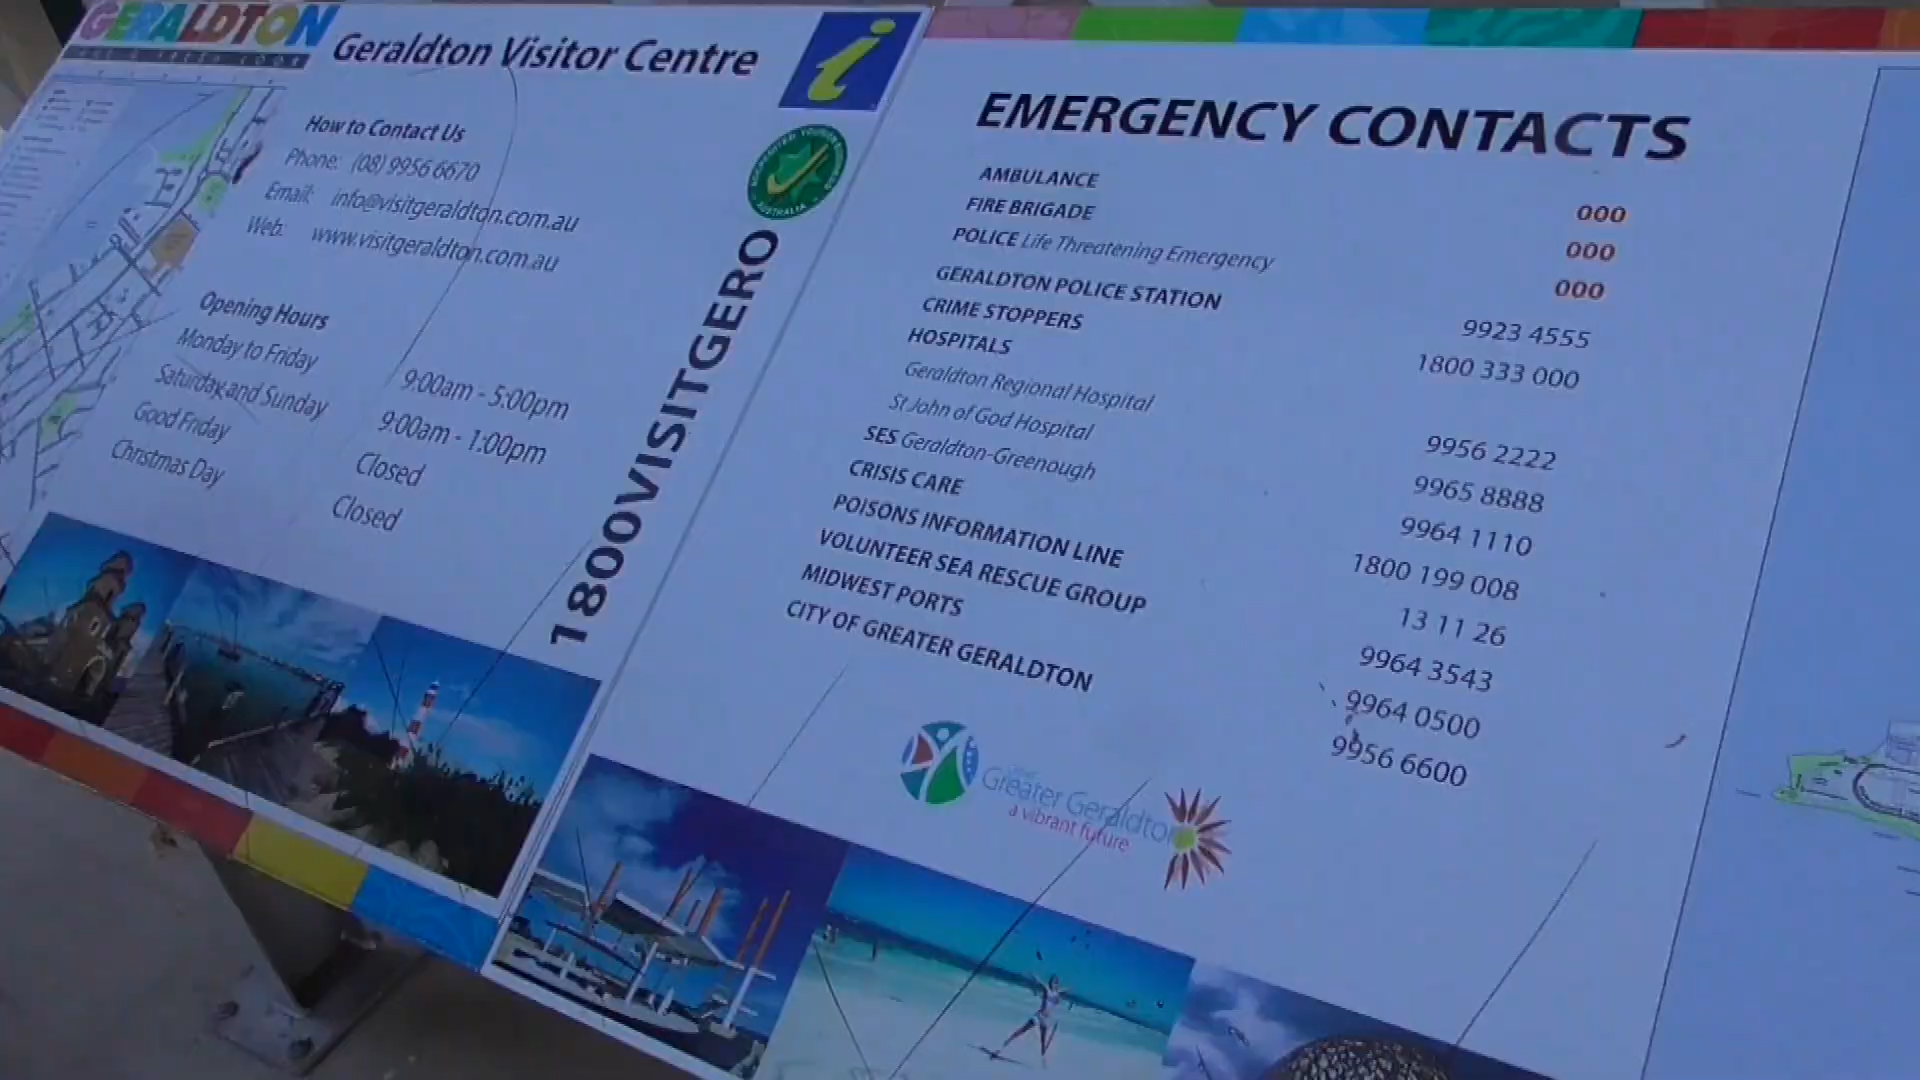 GERALDTON
Geraldton Visitor Centre
i
How to Contact Us
Phone: (08) 9956 6670
Email: info@visitgeraldton.com.au
Web: www.visitgeraldton.com.au
Opening Hours
Monday to Friday 9:00am - 5:00pm
Saturday and Sunday 9:00am - 1:00pm
Good Friday Closed
Christmas Day Closed
1800VISITGERO
AUSTRALIA
EMERGENCY CONTACTS
AMBULANCE 000
FIRE BRIGADE 000
POLICE Life Threatening Emergency 000
GERALDTON POLICE STATION 9923 4555
CRIME STOPPERS 1800 333 000
HOSPITALS
Geraldton Regional Hospital 9956 2222
St John of God Hospital 9965 8888
SES Geraldton-Greenough 9964 1110
CRISIS CARE 1800 199 008
POISONS INFORMATION LINE 13 11 26
VOLUNTEER SEA RESCUE GROUP 9964 3543
MIDWEST PORTS 9964 0500
CITY OF GREATER GERALDTON 9956 6600
Greater Geraldton
a vibrant future